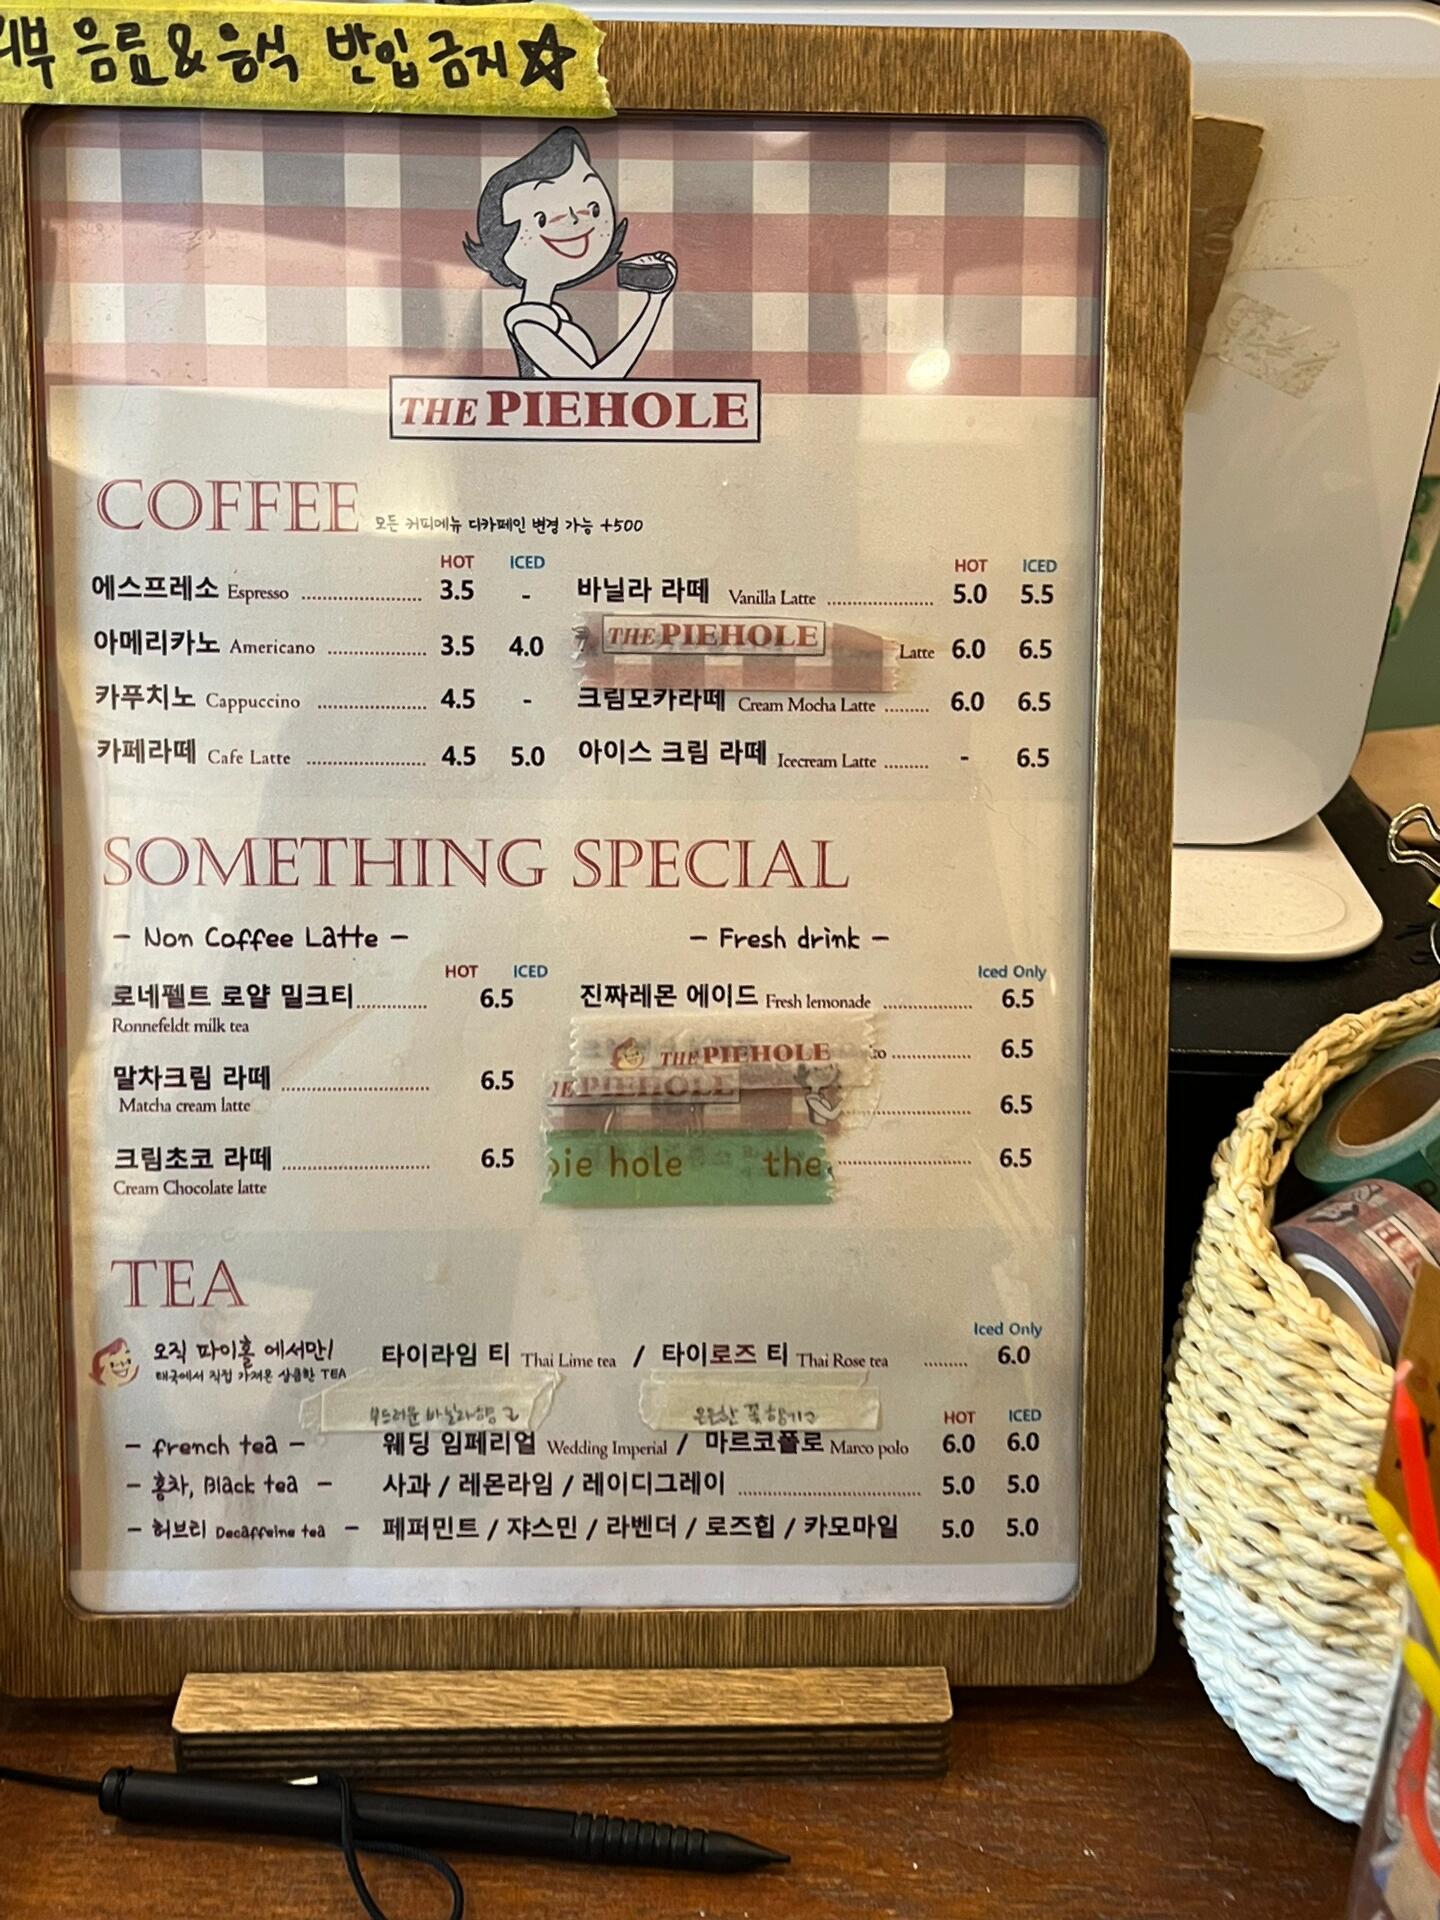 음료&음식 반입금지☆
THE PIEHOLE
COFFEE 모든 커피메뉴 디카페인 변경 가능 +500
HOT ICED
에스프레소 Espresso 3.5 -
아메리카노 Americano 3.5 4.0
카푸치노 Cappuccino 4.5 -
카페라떼 Cafe Latte 4.5 5.0
HOT ICED
바닐라 라떼 Vanilla Latte 5.0 5.5
THE PIEHOLE Latte 6.0 6.5
크림모카라떼 Cream Mocha Latte 6.0 6.5
아이스 크림 라떼 Icecream Latte - 6.5
SOMETHING SPECIAL
- Non Coffee Latte -
HOT ICED
로네펠트 로얄 밀크티 6.5
Ronnefeldt milk tea
말차크림 라떼 6.5
Matcha cream latte
크림초코 라떼 6.5
Cream Chocolate latte
- Fresh drink -
Iced Only
진짜레몬 에이드 Fresh lemonade 6.5
THE PIEHOLE 6.5
PIEHOLE 6.5
pie hole the 6.5
TEA
Iced Only
오직 파이홀 에서만!
태국에서 직접 가져온 상큼한 TEA
타이라임 티 Thai Lime tea / 타이로즈 티 Thai Rose tea 6.0
부드러운 바닐라향 은은한 꽃향기
HOT ICED
- french tea - 웨딩 임페리얼 Wedding Imperial / 마르코폴로 Marco polo 6.0 6.0
- 홍차, Black tea - 사과 / 레몬라임 / 레이디그레이 5.0 5.0
- 허브티 Decaffeine tea - 페퍼민트 / 쟈스민 / 라벤더 / 로즈힙 / 카모마일 5.0 5.0